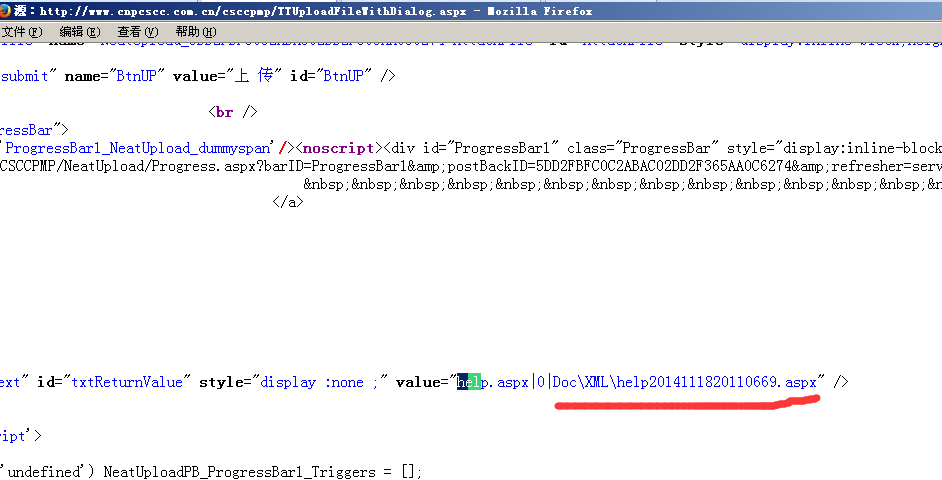 源：http://www.cnpcscc.com.cn/csccpmp/TTUploadFileWithDialog.aspx - Mozilla Firefox
文件(F) 编辑(E) 查看(V) 帮助(H)
submit" name="BtnUP" value="上 传" id="BtnUP" />
<br />
ressBar">
'ProgressBar1_NeatUpload_dummyspan'/><noscript><div id="ProgressBar1" class="ProgressBar" style="display:inline-block
CSCCPMP/NeatUpload/Progress.aspx?barID=ProgressBar1&amp;postBackID=5DD2FBFC0C2ABAC02DD2F365AA0C6274&amp;refresher=serv
&nbsp;&nbsp;&nbsp;&nbsp;&nbsp;&nbsp;&nbsp;&nbsp;&nbsp;&nbsp;&nbsp;&nbsp;&nbsp;&n
</a>
ext" id="txtReturnValue" style="display :none ;" value="help.aspx|0|Doc\XML\help2014111820110669.aspx" />
ript'>
'undefined') NeatUploadPB_ProgressBar1_Triggers = [];